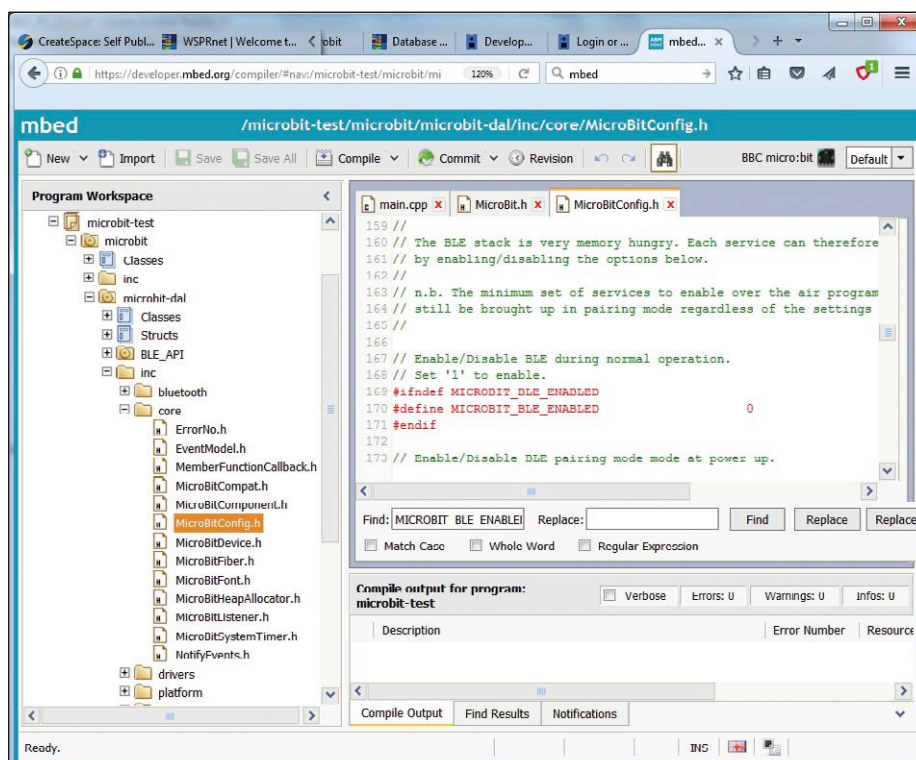 CreateSpace: Self Publ... WSPRnet | Welcome t... obit Database ... Develop... Login or ... mbed...
https://developer.mbed.org/compiler/#nav:/microbit-test/microbit/mi 120% mbed 1
mbed /microbit-test/microbit/microbit-dal/inc/core/MicroBitConfig.h
New Import Save Save All Compile Commit Revision BBC micro:bit Default
Program Workspace
microbit-test
microbit
Classes
inc
microbit-dal
Classes
Structs
BLE_API
inc
bluetooth
core
ErrorNo.h
EventModel.h
MemberFunctionCallback.h
MicroBitCompat.h
MicroBitComponent.h
MicroBitConfig.h
MicroBitDevice.h
MicroBitFiber.h
MicroBitFont.h
MicroBitHeapAllocator.h
MicroBitListener.h
MicroBitSystemTimer.h
NotifyEvents.h
drivers
platform
main.cpp MicroBit.h MicroBitConfig.h
159 //
160 // The BLE stack is very memory hungry. Each service can therefore
161 // by enabling/disabling the options below.
162 //
163 // n.b. The minimum set of services to enable over the air program
164 // still be brought up in pairing mode regardless of the settings
165 //
166
167 // Enable/Disable BLE during normal operation.
168 // Set '1' to enable.
169 #ifndef MICROBIT_BLE_ENABLED
170 #define MICROBIT_BLE_ENABLED 0
171 #endif
172
173 // Enable/Disable BLE pairing mode mode at power up.
Find: MICROBIT_BLE_ENABLE Replace: Find Replace Replace
Match Case Whole Word Regular Expression
Compile output for program:
microbit-test
Verbose Errors: 0 Warnings: 0 Infos: 0
Description Error Number Resource
Compile Output Find Results Notifications
Ready. INS